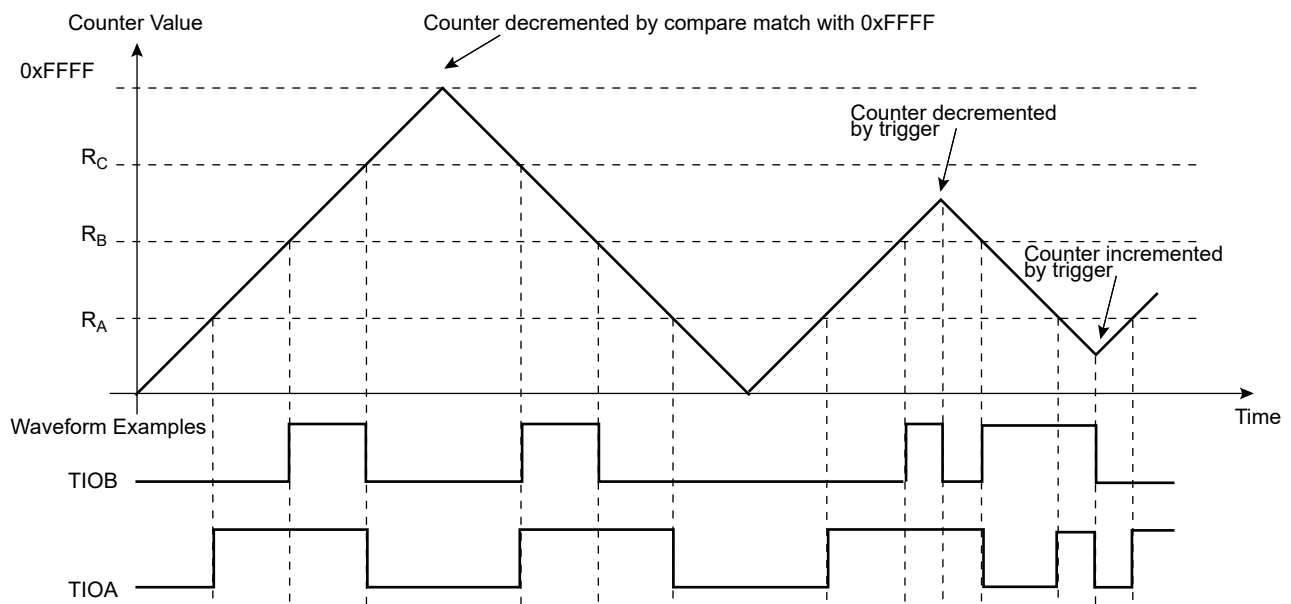 Counter Value
Counter decremented by compare match with 0xFFFF
0xFFFF
Counter decremented
by trigger
RC
RB
Counter incremented
by trigger
RA
Time
Waveform Examples
TIOB
TIOA